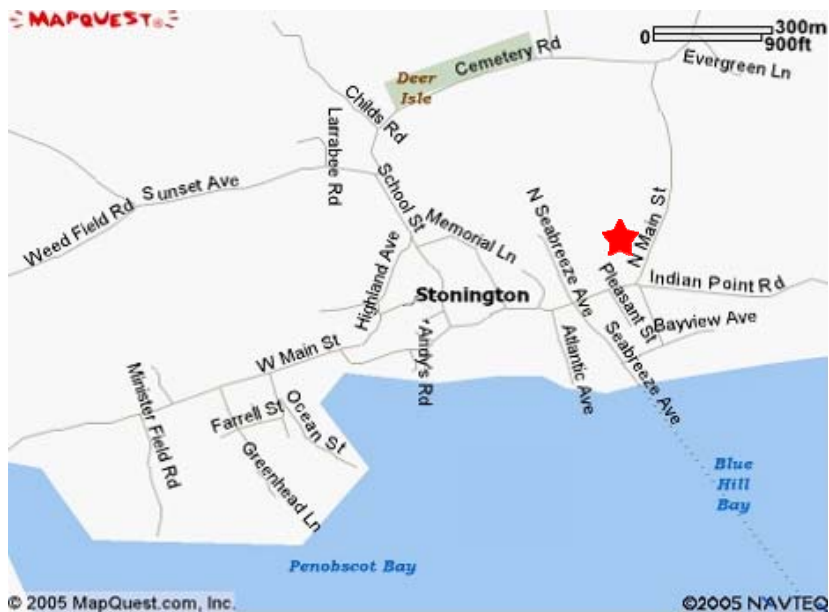 MAPQUEST®
0
300m
900ft
Evergreen Ln
Cemetery Rd
Deer
Isle
Childs Rd
Larrabee Rd
Sunset Ave
Weed Field Rd
School St
Memorial Ln
Highland Ave
N Seabreeze Ave
N Main St
Pleasant St
Indian Point Rd
Stonington
Bayview Ave
Seabreeze Ave
Atlantic Ave
Andy's Rd
W Main St
Minister Field Rd
Farrell St
Ocean St
Greenhead Ln
Blue
Hill
Bay
Penobscot Bay
© 2005 MapQuest.com, Inc.
©2005 NAVTEQ